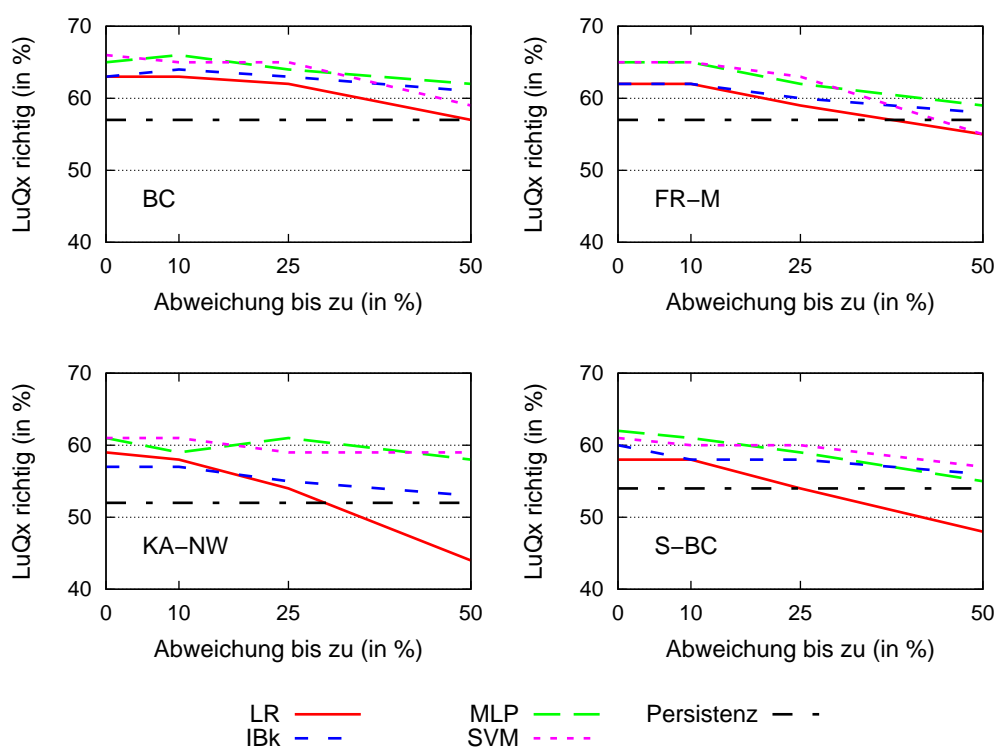 LuQx richtig (in %)
70
60
50
40
BC
0 10 25 50
Abweichung bis zu (in %)
LuQx richtig (in %)
70
60
50
40
FR−M
0 10 25 50
Abweichung bis zu (in %)
LuQx richtig (in %)
70
60
50
40
KA−NW
0 10 25 50
Abweichung bis zu (in %)
LuQx richtig (in %)
70
60
50
40
S−BC
0 10 25 50
Abweichung bis zu (in %)
LR MLP Persistenz
IBk SVM